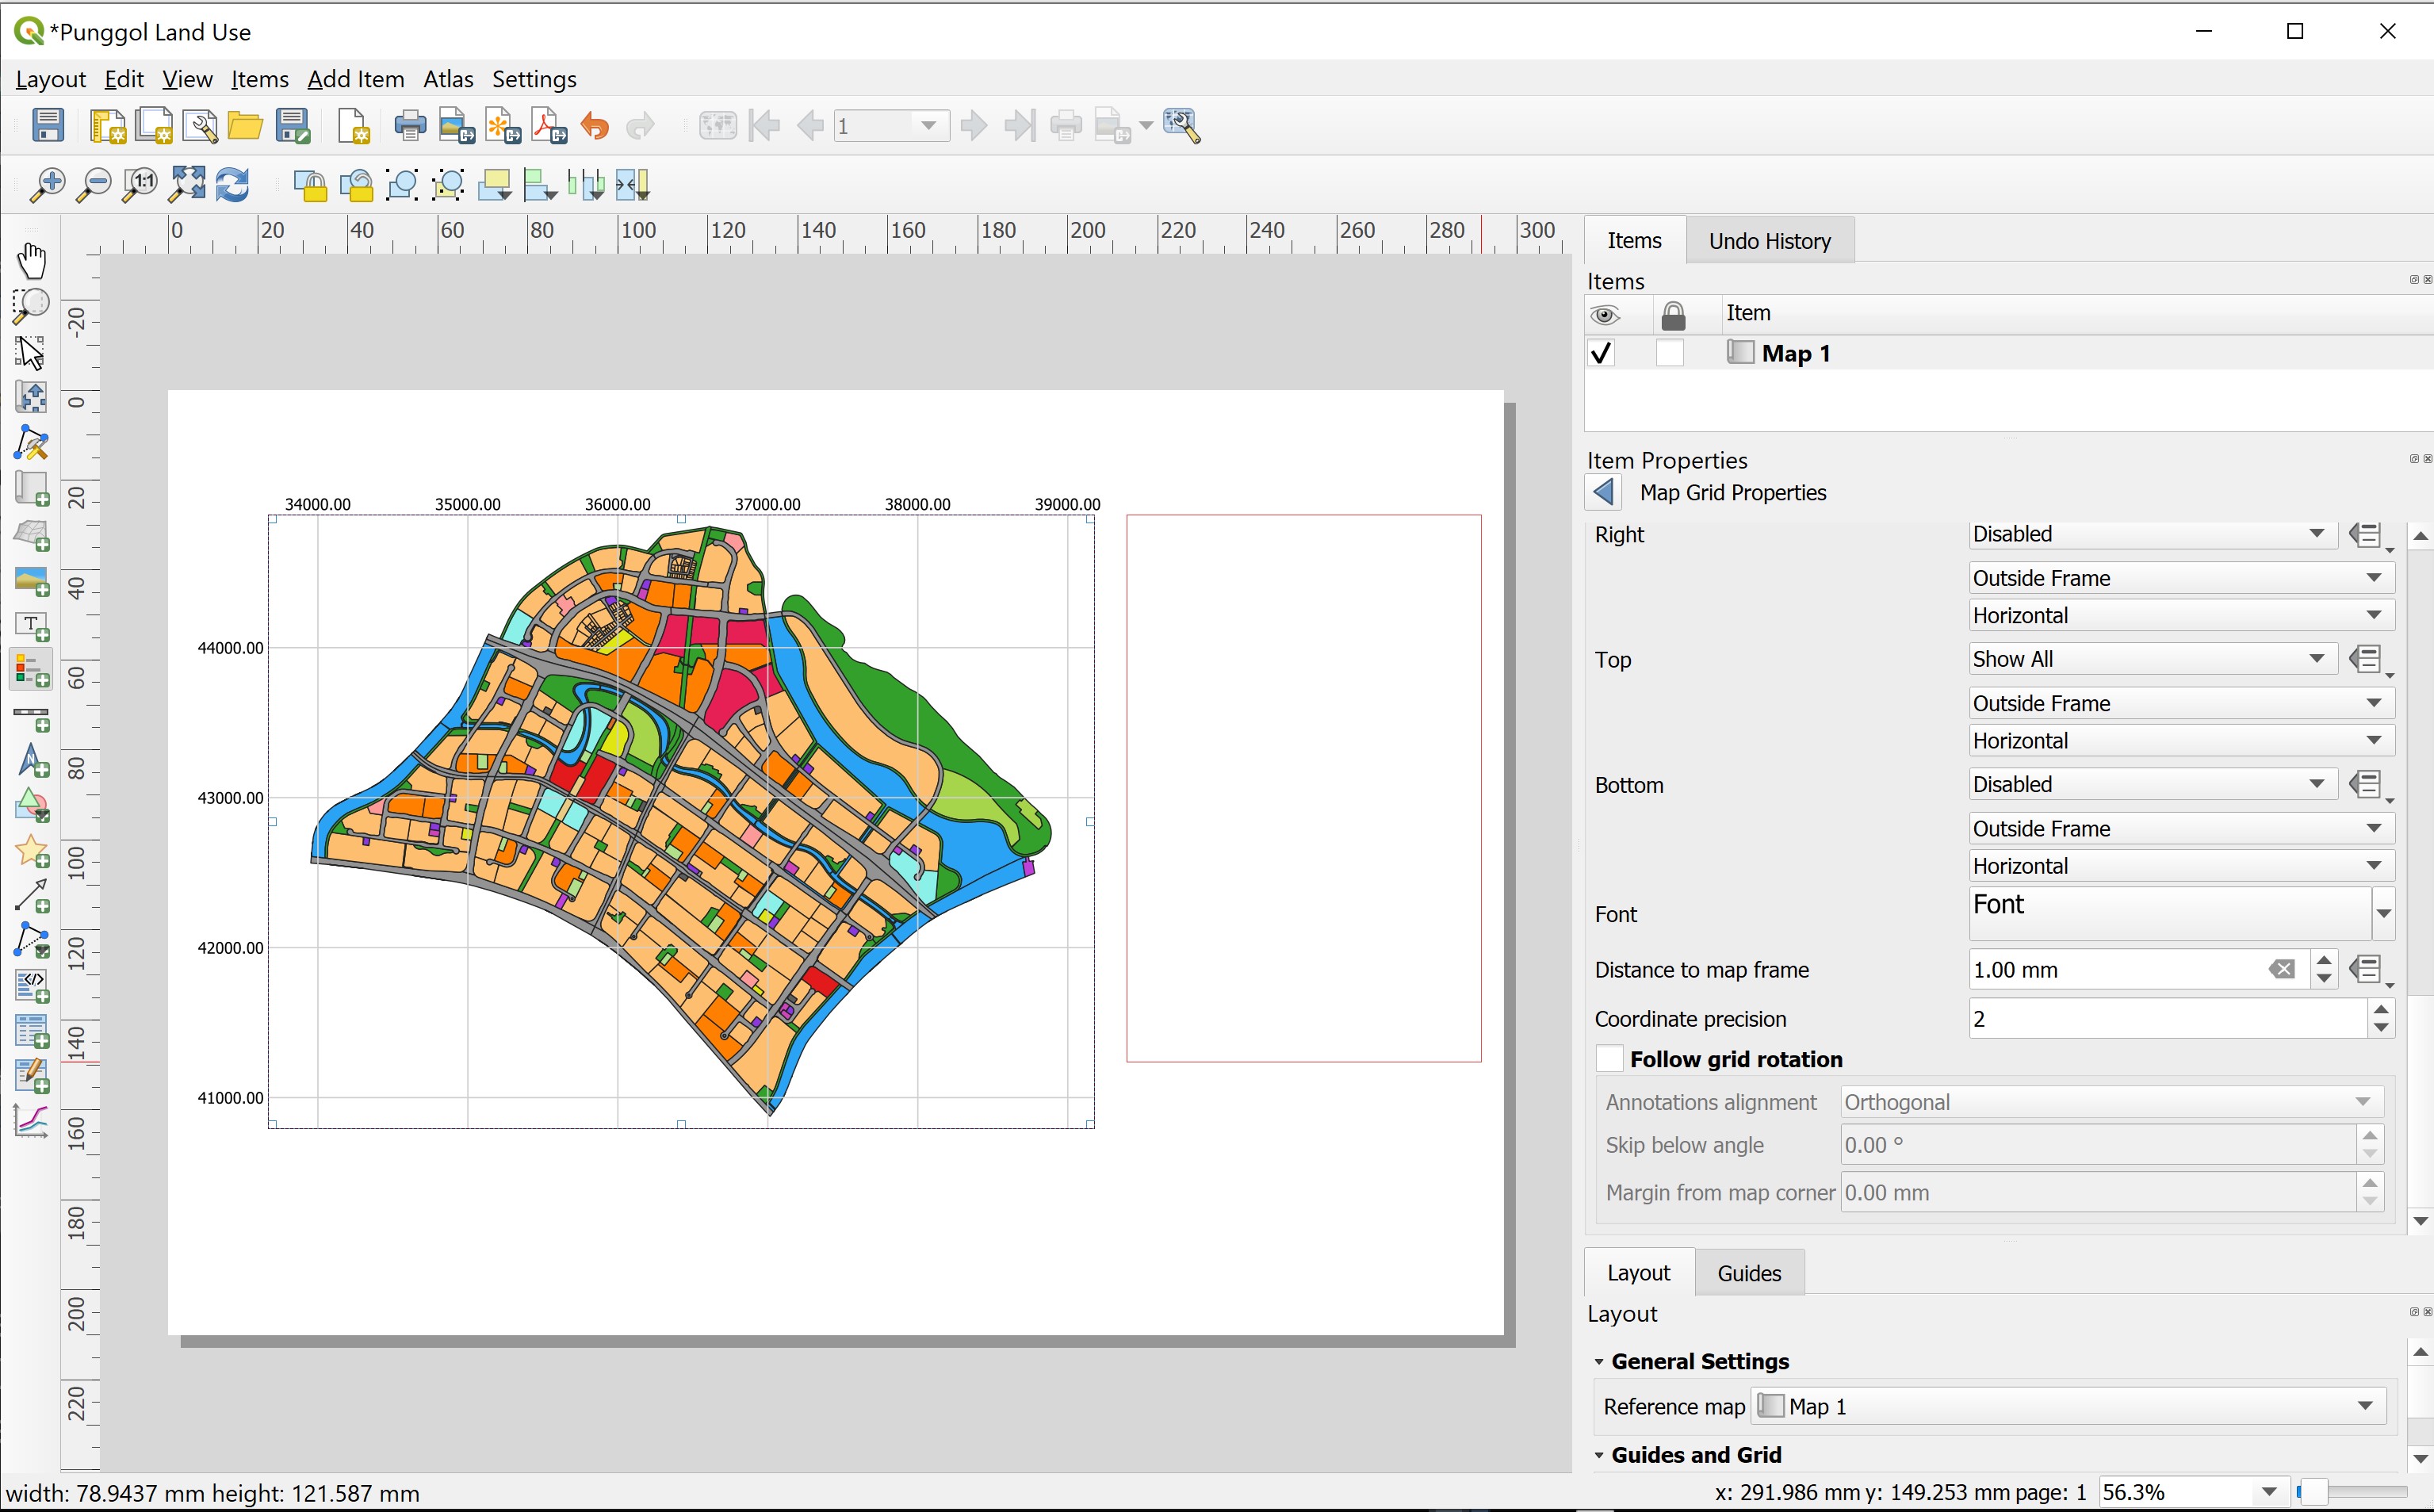 *Punggol Land Use
Layout Edit View Items Add Item Atlas Settings
1
1:1
0 20 40 60 80 100 120 140 160 180 200 220 240 260 280 300
-20 0 20 40 60 80 100 120 140 160 180 200 220
34000.00 35000.00 36000.00 37000.00 38000.00 39000.00
44000.00
43000.00
42000.00
41000.00
Items Undo History
Items
Item
Map 1
Item Properties
Map Grid Properties
Right Disabled
Outside Frame
Horizontal
Top Show All
Outside Frame
Horizontal
Bottom Disabled
Outside Frame
Horizontal
Font Font
Distance to map frame 1.00 mm
Coordinate precision 2
Follow grid rotation
Annotations alignment Orthogonal
Skip below angle 0.00 °
Margin from map corner 0.00 mm
Layout Guides
Layout
General Settings
Reference map Map 1
Guides and Grid
width: 78.9437 mm height: 121.587 mm x: 291.986 mm y: 149.253 mm page: 1 56.3%